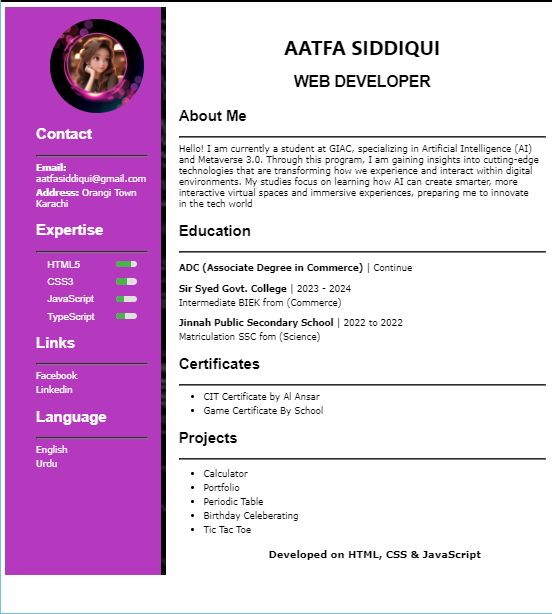 Contact
Email:
aatfasiddiqui@gmail.com
Address: Orangi Town
Karachi
Expertise
HTML5
CSS3
JavaScript
TypeScript
Links
Facebook
Linkedin
Language
English
Urdu
AATFA SIDDIQUI
WEB DEVELOPER
About Me
Hello! I am currently a student at GIAC, specializing in Artificial Intelligence (AI)
and Metaverse 3.0. Through this program, I am gaining insights into cutting-edge
technologies that are transforming how we experience and interact within digital
environments. My studies focus on learning how AI can create smarter, more
interactive virtual spaces and immersive experiences, preparing me to innovate
in the tech world
Education
ADC (Associate Degree in Commerce) | Continue
Sir Syed Govt. College | 2023 - 2024
Intermediate BIEK from (Commerce)
Jinnah Public Secondary School | 2022 to 2022
Matriculation SSC fom (Science)
Certificates
• CIT Certificate by Al Ansar
• Game Certificate By School
Projects
• Calculator
• Portfolio
• Periodic Table
• Birthday Celeberating
• Tic Tac Toe
Developed on HTML, CSS & JavaScript